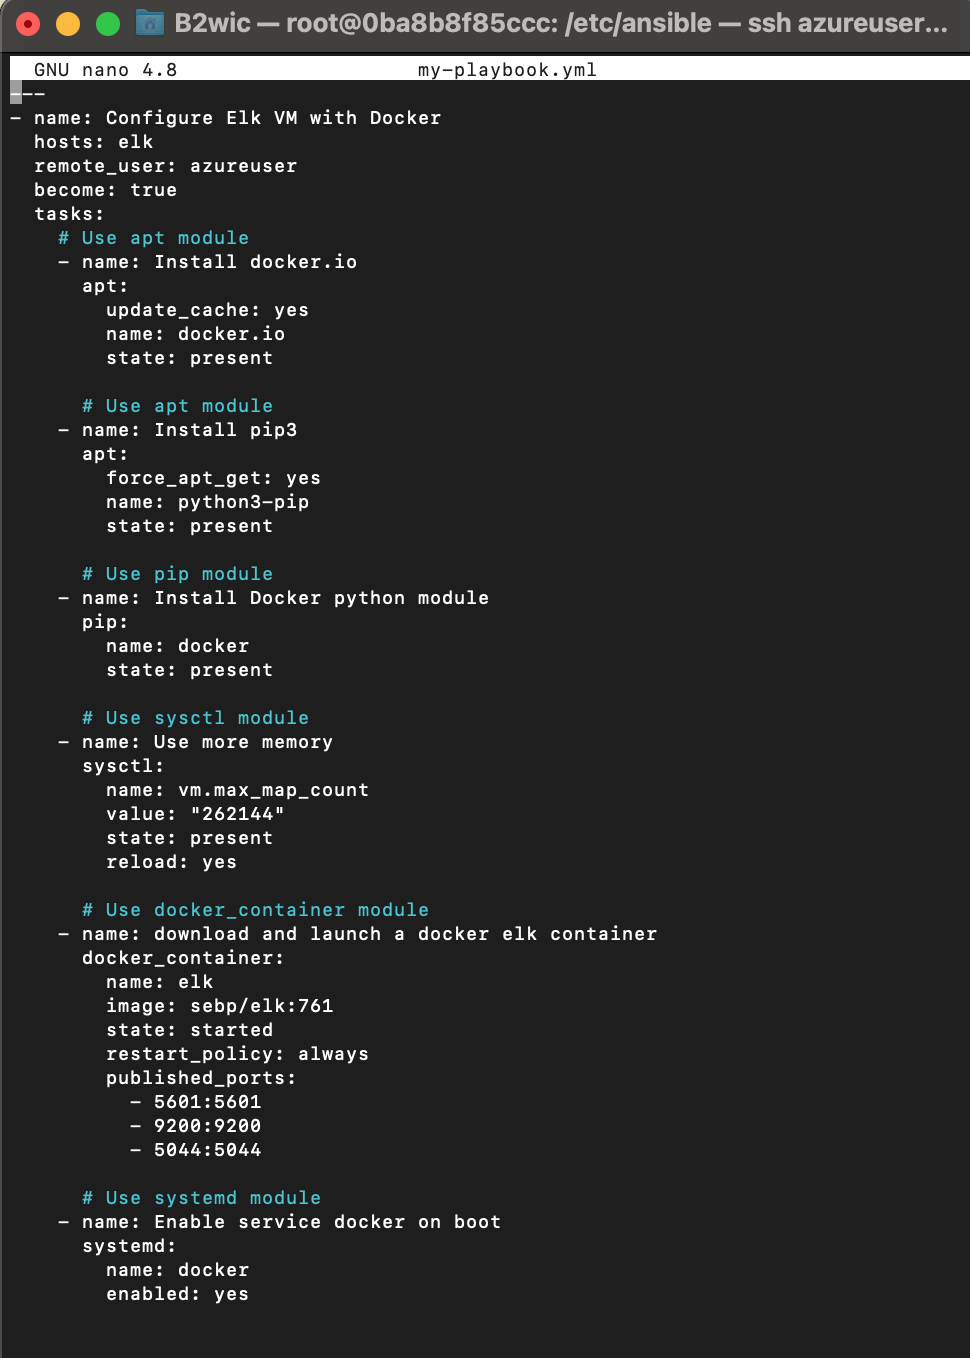 B2wic — root@0ba8b8f85ccc: /etc/ansible — ssh azureuser...
GNU nano 4.8 my-playbook.yml
---
- name: Configure Elk VM with Docker
  hosts: elk
  remote_user: azureuser
  become: true
  tasks:
    # Use apt module
    - name: Install docker.io
      apt:
        update_cache: yes
        name: docker.io
        state: present

      # Use apt module
    - name: Install pip3
      apt:
        force_apt_get: yes
        name: python3-pip
        state: present

      # Use pip module
    - name: Install Docker python module
      pip:
        name: docker
        state: present

      # Use sysctl module
    - name: Use more memory
      sysctl:
        name: vm.max_map_count
        value: "262144"
        state: present
        reload: yes

      # Use docker_container module
    - name: download and launch a docker elk container
      docker_container:
        name: elk
        image: sebp/elk:761
        state: started
        restart_policy: always
        published_ports:
          - 5601:5601
          - 9200:9200
          - 5044:5044

      # Use systemd module
    - name: Enable service docker on boot
      systemd:
        name: docker
        enabled: yes